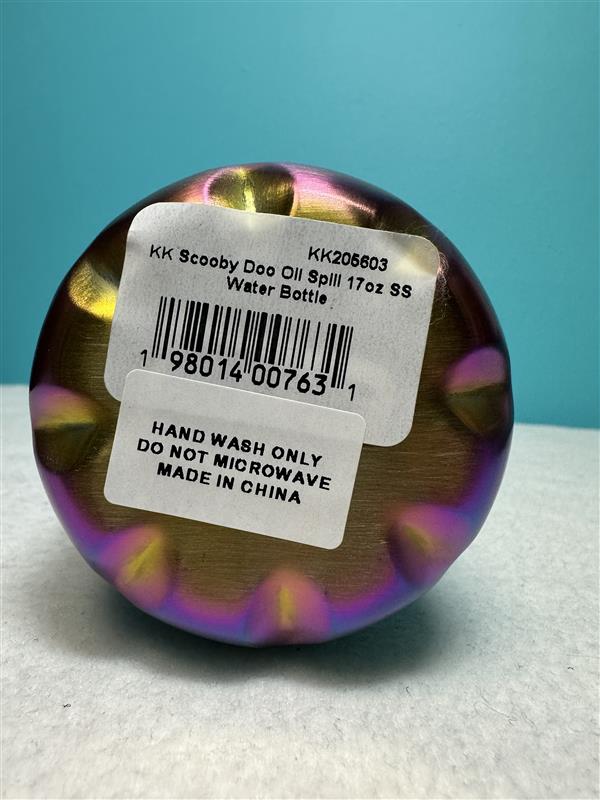 KK205603
KK Scooby Doo Oil Spill 17oz SS
Water Bottle
1 98014 00763 1
HAND WASH ONLY
DO NOT MICROWAVE
MADE IN CHINA